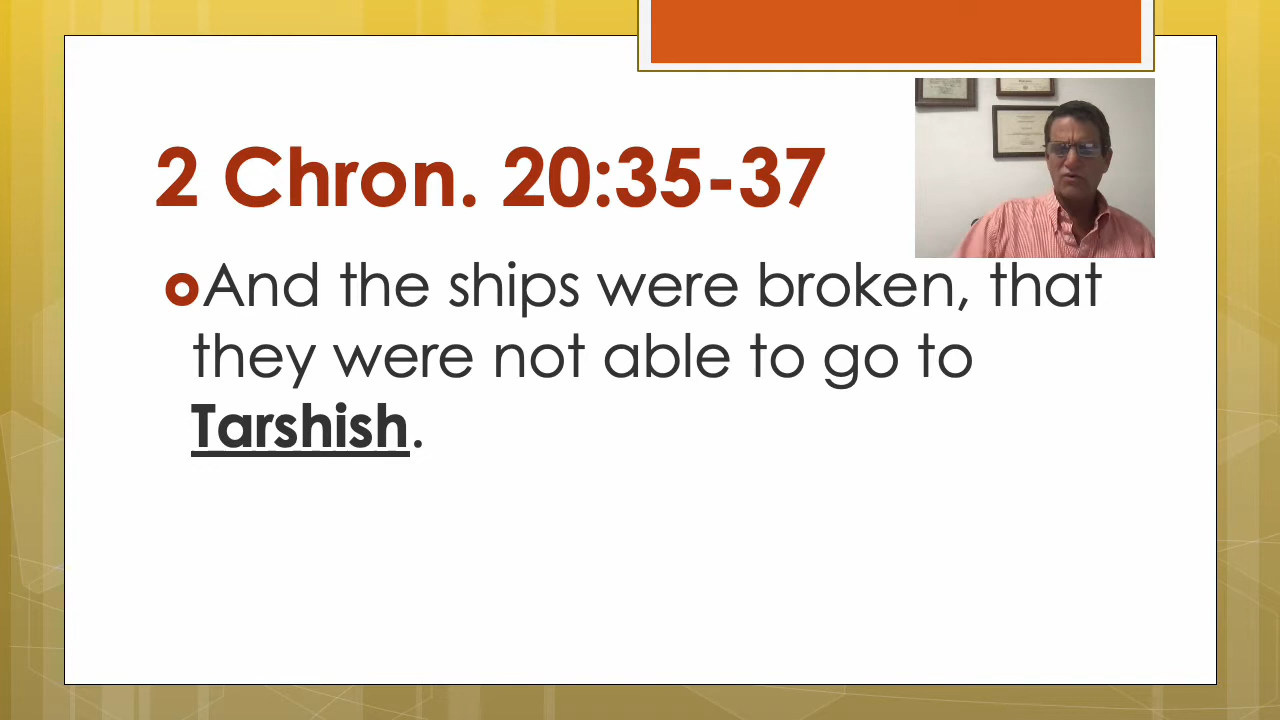 2 Chron. 20:35-37
And the ships were broken, that
they were not able to go to
Tarshish.